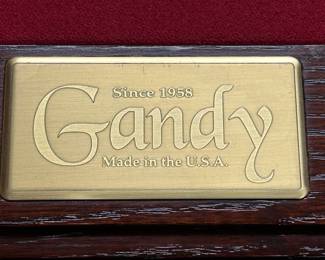 Since 1958
Gandy
Made in the U.S.A.